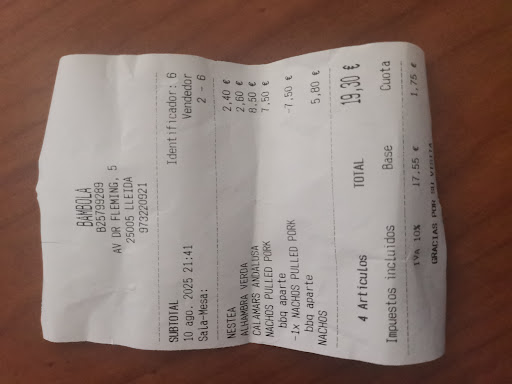 BAMBOLA
B25799289
AV DR FLEMING, 5
25005 LLEIDA
973220921
SUBTOTAL Identificador: 6
10 ago. 2025 21:41 Vendedor
Sala-Mesa: 2 - 6
NESTEA 2,40 €
ALHAMBRA VERDA 2,60 €
CALAMARS ANDALUSA 8,50 €
NACHOS PULLED PORK 7,50 €
bbq aparte
-1x NACHOS PULLED PORK -7,50 €
bbq aparte
NACHOS 5,80 €
4 Artículos TOTAL 19,30 €
Impuestos incluidos Base Cuota
IVA 10% 17,55 € 1,75 €
GRACIAS POR SU VISITA